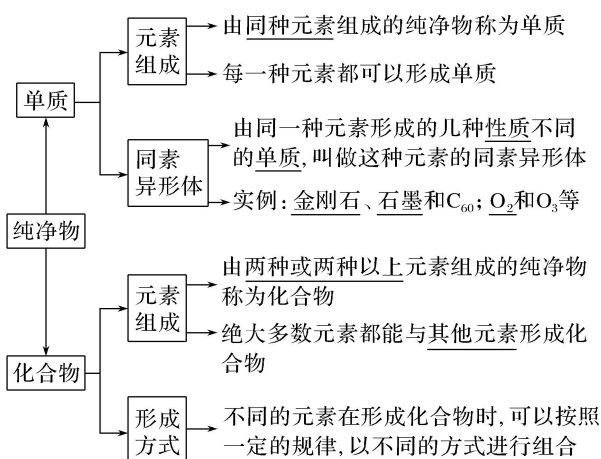 元素
组成
由同种元素组成的纯净物称为单质
每一种元素都可以形成单质
单质
同素
异形体
由同一种元素形成的几种性质不同
的单质,叫做这种元素的同素异形体
实例：金刚石、石墨和C₆₀；O₂和O₃等
纯净物
化合物
元素
组成
由两种或两种以上元素组成的纯净物
称为化合物
绝大多数元素都能与其他元素形成化
合物
形成
方式
不同的元素在形成化合物时,可以按照
一定的规律,以不同的方式进行组合